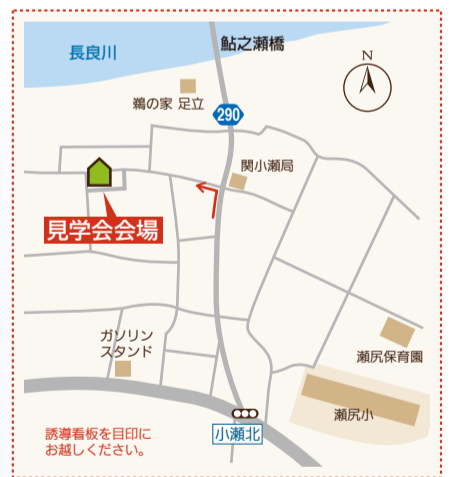 長良川
鮎之瀬橋
N
鵜の家 足立
290
関小瀬局
見学会会場
ガソリン
スタンド
瀬尻保育園
瀬尻小
小瀬北
誘導看板を目印に
お越しください。